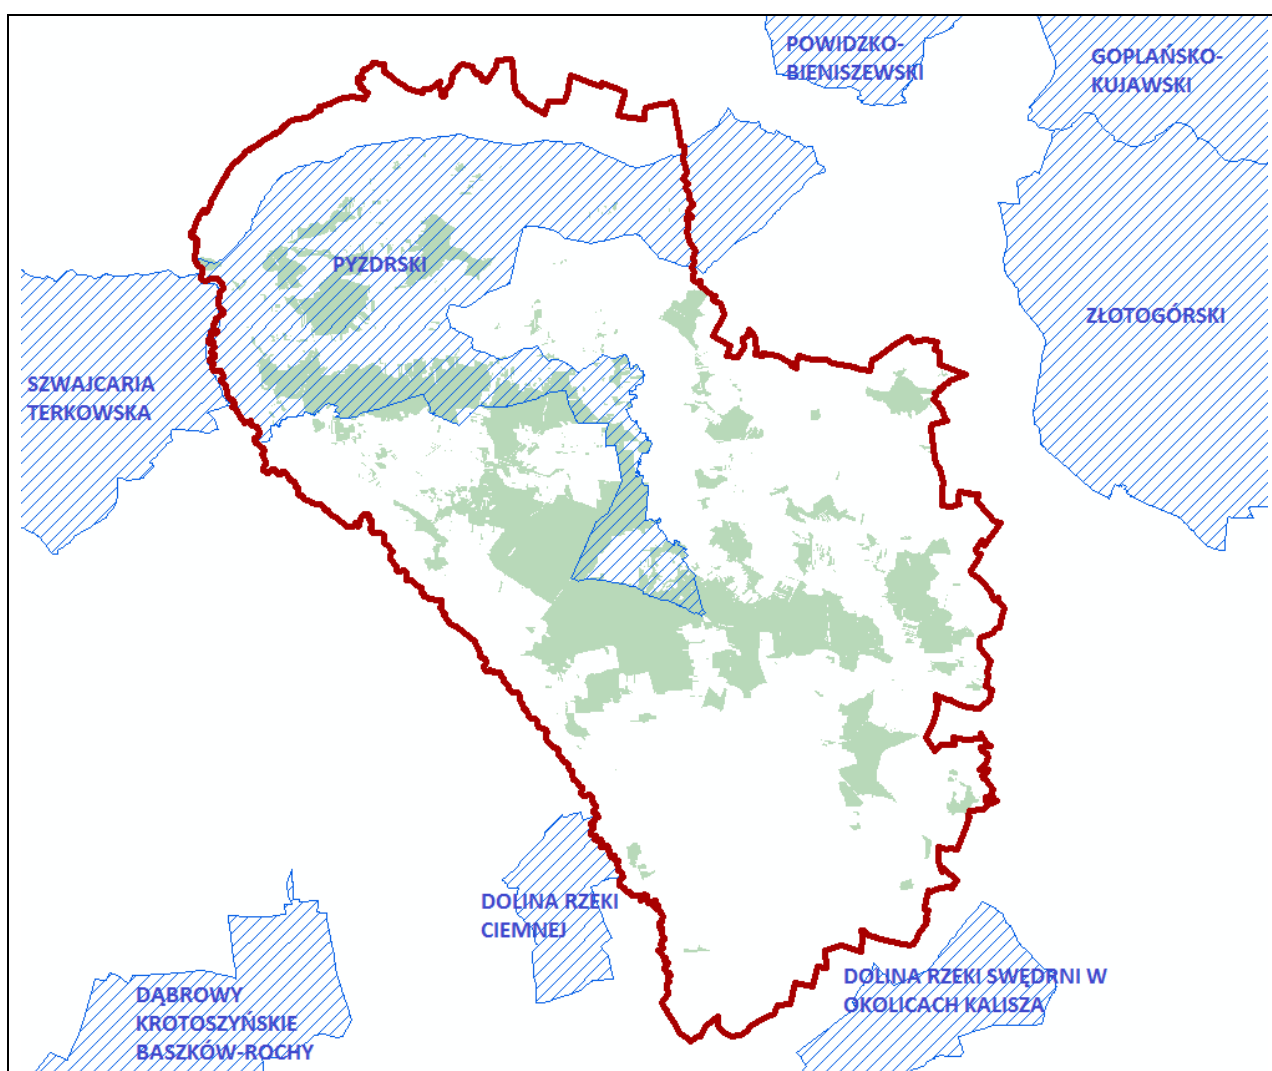 POWIDZKO-
BIENISZEWSKI
GOPLAŃSKO-
KUJAWSKI
PYZDRSKI
ZŁOTOGÓRSKI
SZWAJCARIA
TERKOWSKA
DOLINA RZEKI
CIEMNEJ
DOLINA RZEKI SWĘDRNI W
OKOLICACH KALISZA
DĄBROWY
KROTOSZYŃSKIE
BASZKÓW-ROCHY